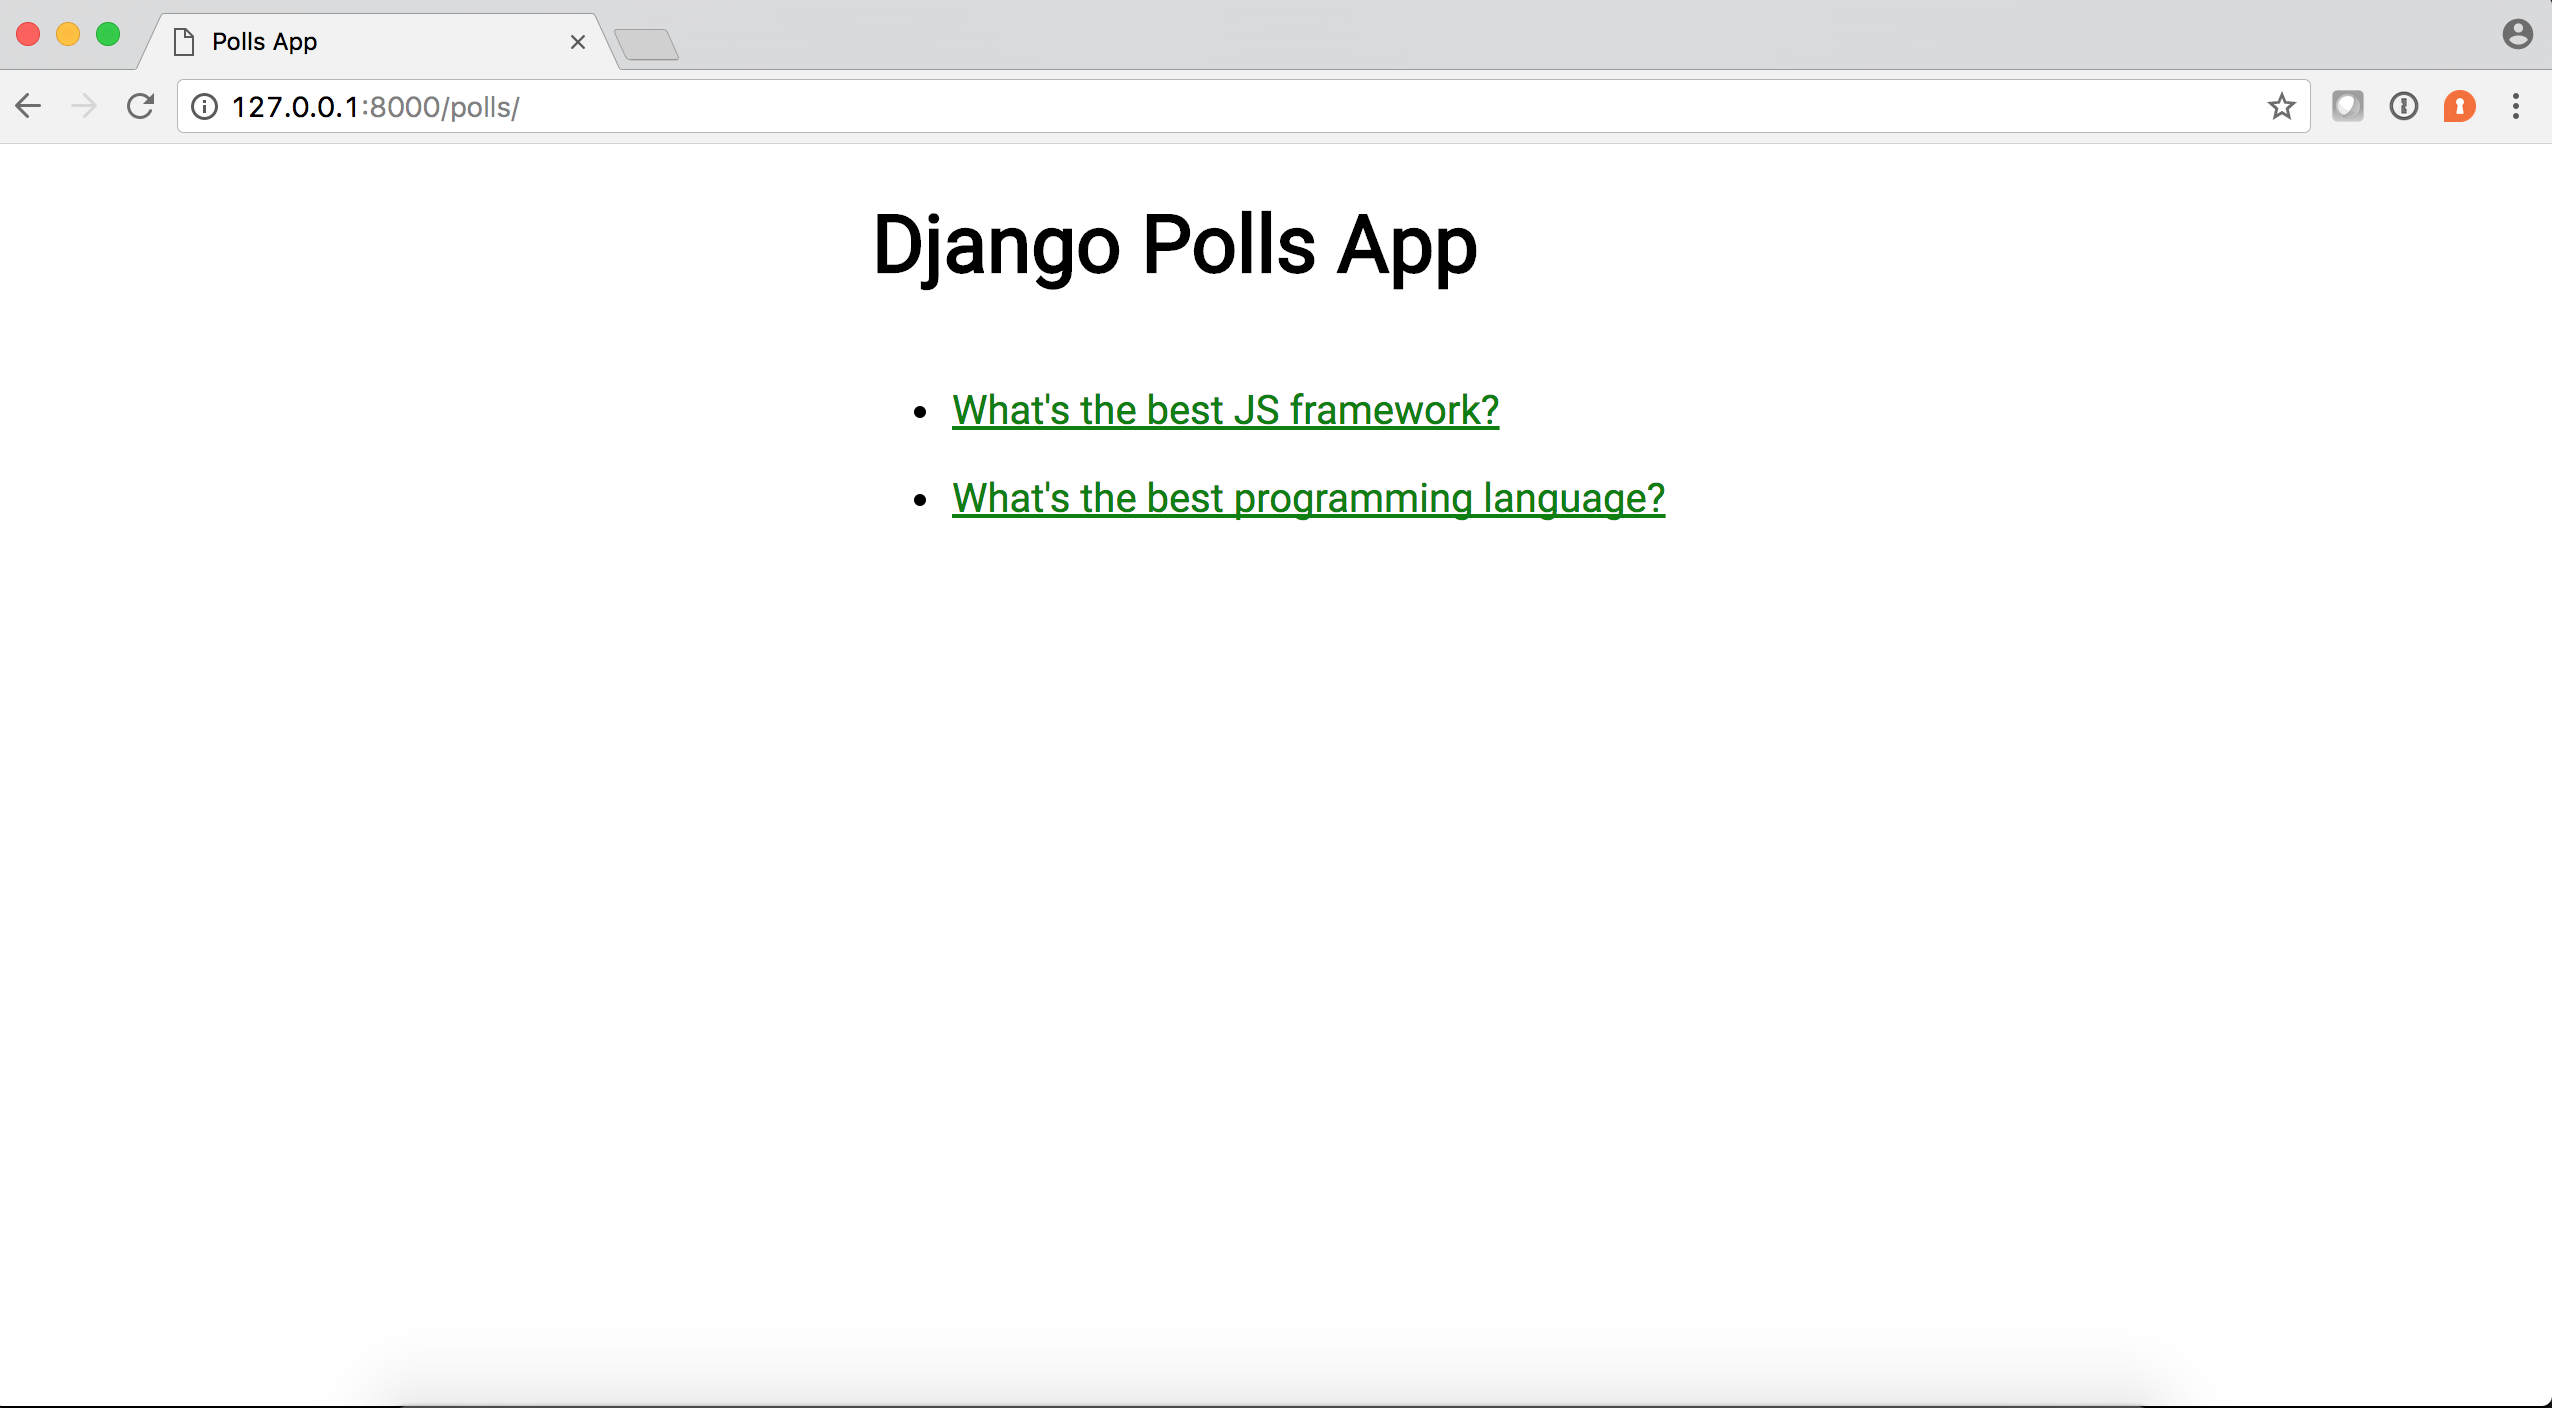 Polls App
127.0.0.1:8000/polls/
Django Polls App
What's the best JS framework?
What's the best programming language?